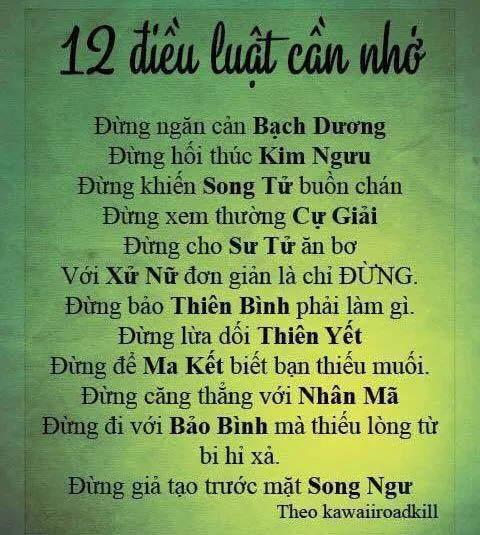 12 điều luật cần nhớ
Đừng ngăn cản Bạch Dương
Đừng hối thúc Kim Ngưu
Đừng khiến Song Tử buồn chán
Đừng xem thường Cự Giải
Đừng cho Sư Tử ăn bơ
Với Xử Nữ đơn giản là chỉ ĐỪNG.
Đừng bảo Thiên Bình phải làm gì.
Đừng lừa dối Thiên Yết
Đừng để Ma Kết biết bạn thiếu muối.
Đừng căng thẳng với Nhân Mã
Đừng đi với Bảo Bình mà thiếu lòng từ
bi hỉ xả.
Đừng giả tạo trước mặt Song Ngư
Theo kawaiiroadkill